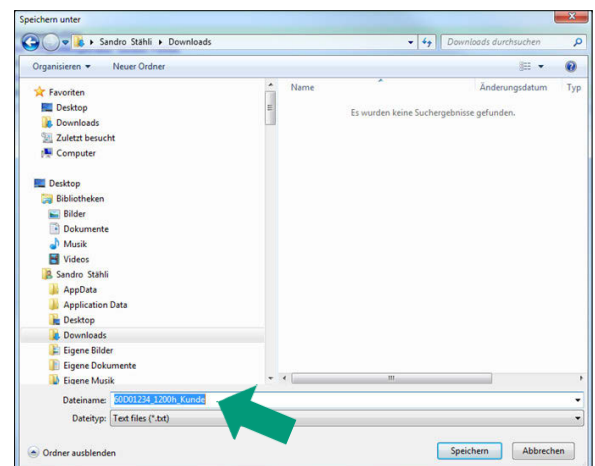 Speichern unter
Sandro Stähli Downloads
Downloads durchsuchen
Organisieren Neuer Ordner
Name Änderungsdatum Typ
Es wurden keine Suchergebnisse gefunden.
Favoriten
Desktop
Downloads
Zuletzt besucht
Computer
Desktop
Bibliotheken
Bilder
Dokumente
Musik
Videos
Sandro Stähli
AppData
Application Data
Desktop
Downloads
Eigene Bilder
Eigene Dokumente
Eigene Musik
Dateiname: 60D01234_1200h_Kunde
Dateityp: Text files (*.txt)
Ordner ausblenden Speichern Abbrechen